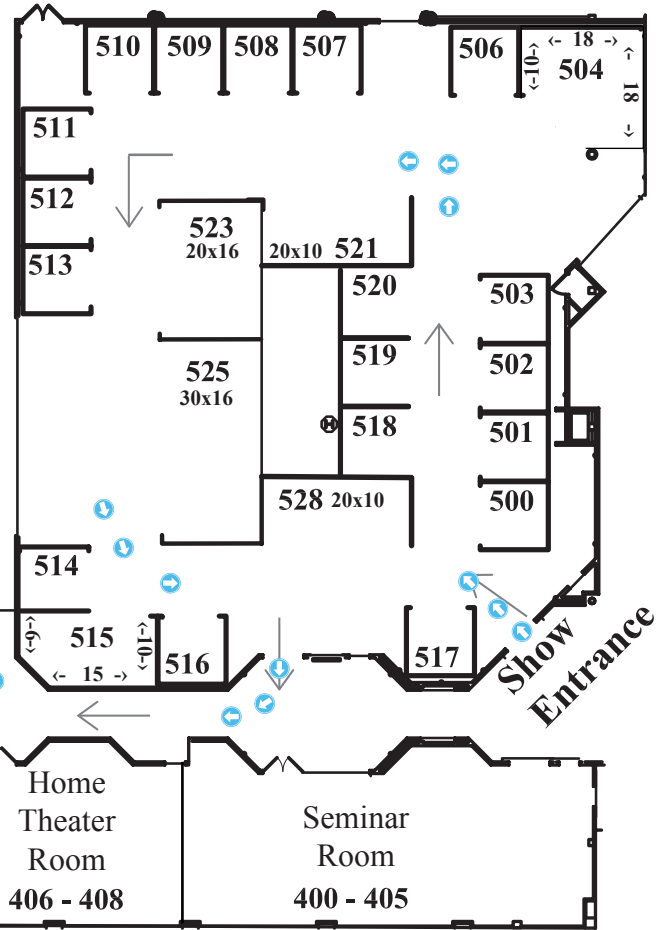 510 509 508 507 506
<- 18 ->
504
<-10->
<- 18 ->
511
512
513
523
20x16
20x10 521
520
503
519
502
525
30x16
518
501
528 20x10
500
514
515
<-6->
<- 15 ->
<-10->
516
517
Show
Entrance
H
Home
Theater
Room
406 - 408
Seminar
Room
400 - 405